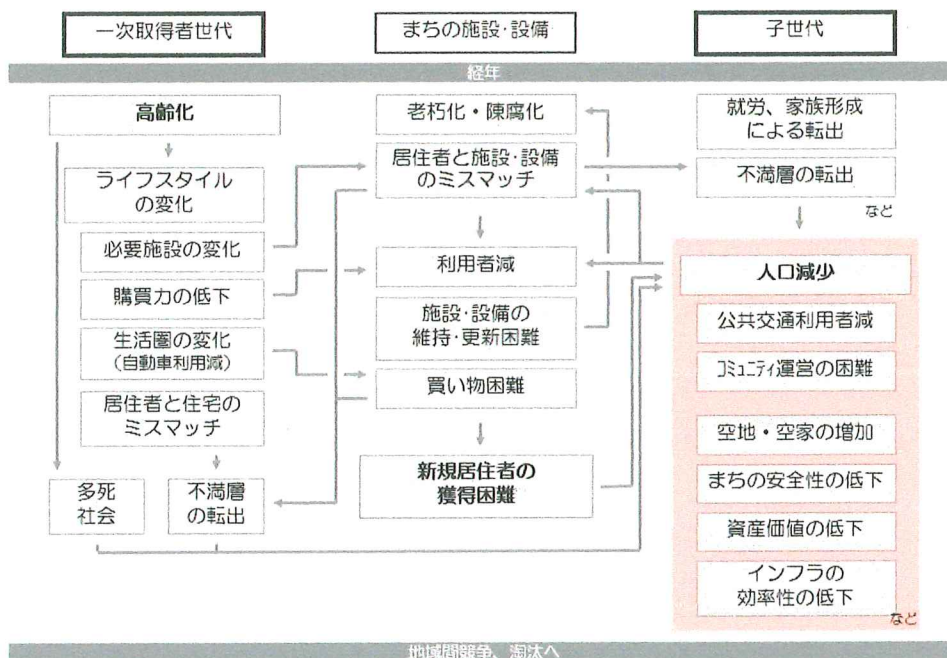 一次取得者世代
まちの施設・設備
子世代
経年
高齢化
ライフスタイル
の変化
必要施設の変化
購買力の低下
生活圏の変化
(自動車利用減)
居住者と住宅の
ミスマッチ
多死
社会
不満層
の転出
老朽化・陳腐化
居住者と施設・設備
のミスマッチ
利用者減
施設・設備の
維持・更新困難
買い物困難
新規居住者の
獲得困難
就労、家族形成
による転出
不満層の転出
など
人口減少
公共交通利用者減
コミュニティ運営の困難
空地・空家の増加
まちの安全性の低下
資産価値の低下
インフラの
効率性の低下
など
地域間競争、淘汰へ